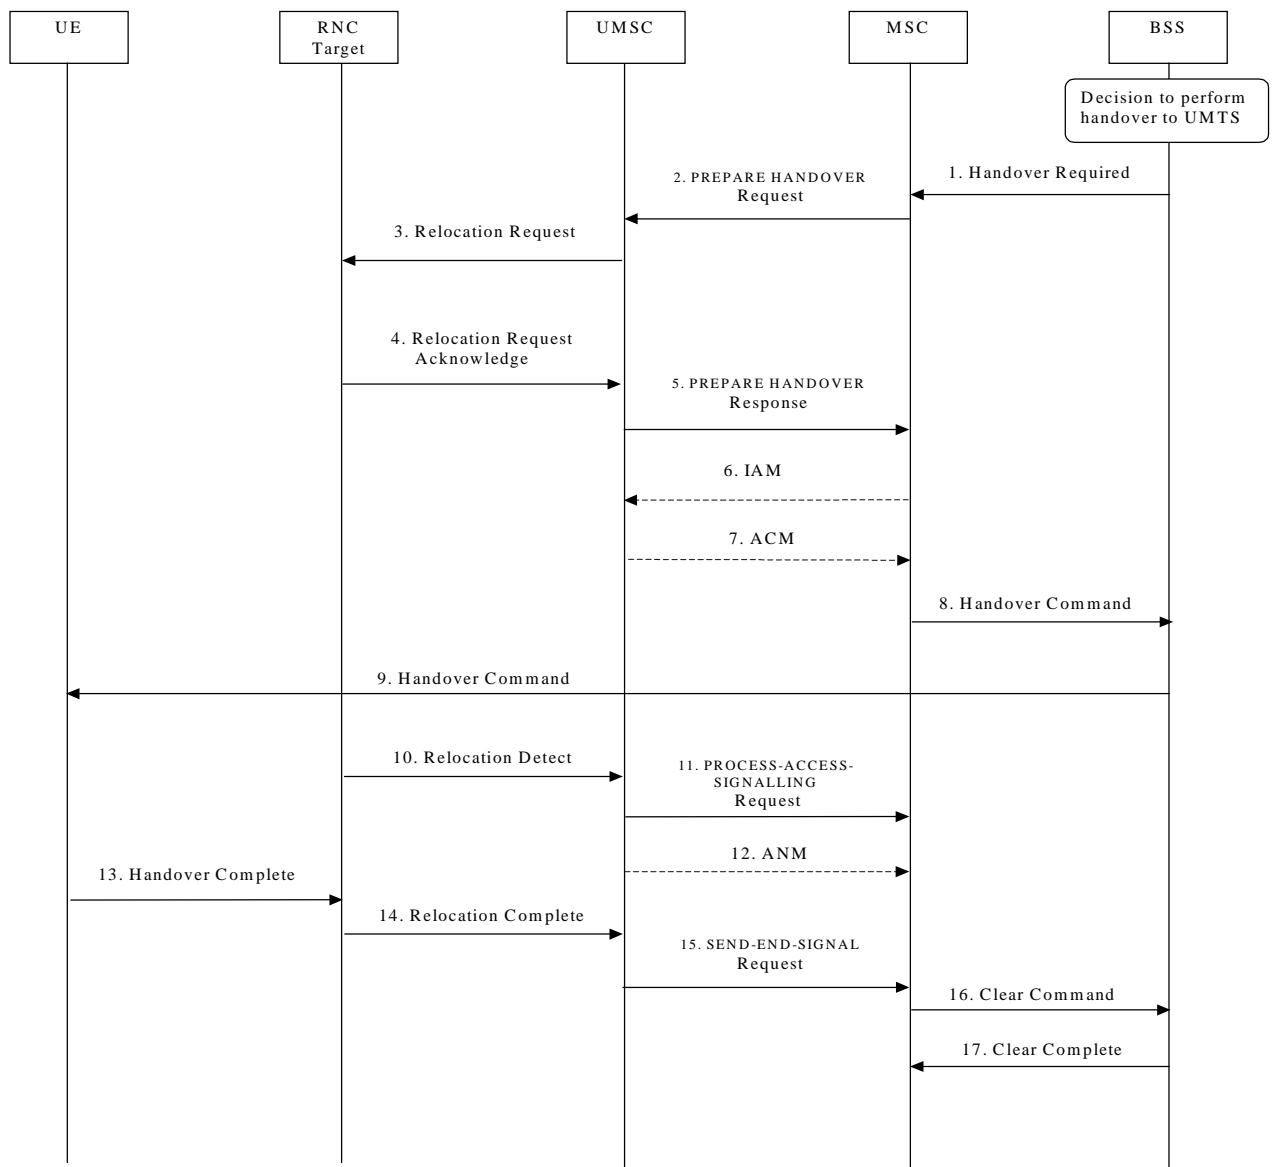 UE
RNC
Target
UMSC
MSC
BSS
Decision to perform
handover to UMTS
1. Handover Required
2. PREPARE HANDOVER
Request
3. Relocation Request
4. Relocation Request
Acknowledge
5. PREPARE HANDOVER
Response
6. IAM
7. ACM
8. Handover Command
9. Handover Command
10. Relocation Detect
11. PROCESS-ACCESS-
SIGNALLING
Request
12. ANM
13. Handover Complete
14. Relocation Complete
15. SEND-END-SIGNAL
Request
16. Clear Command
17. Clear Complete